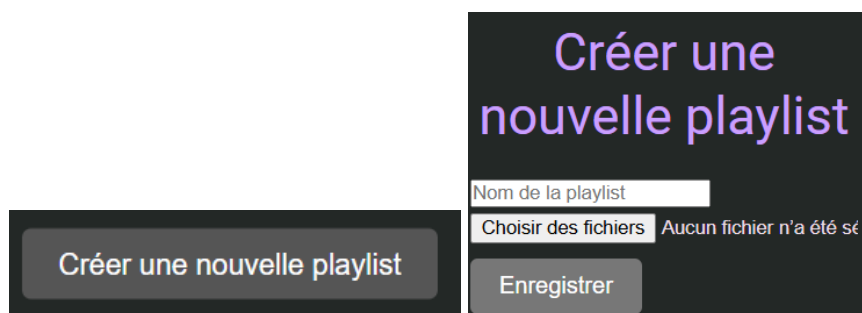 Créer une nouvelle playlist
Créer une
nouvelle playlist
Nom de la playlist
Choisir des fichiers Aucun fichier n’a été
Enregistrer